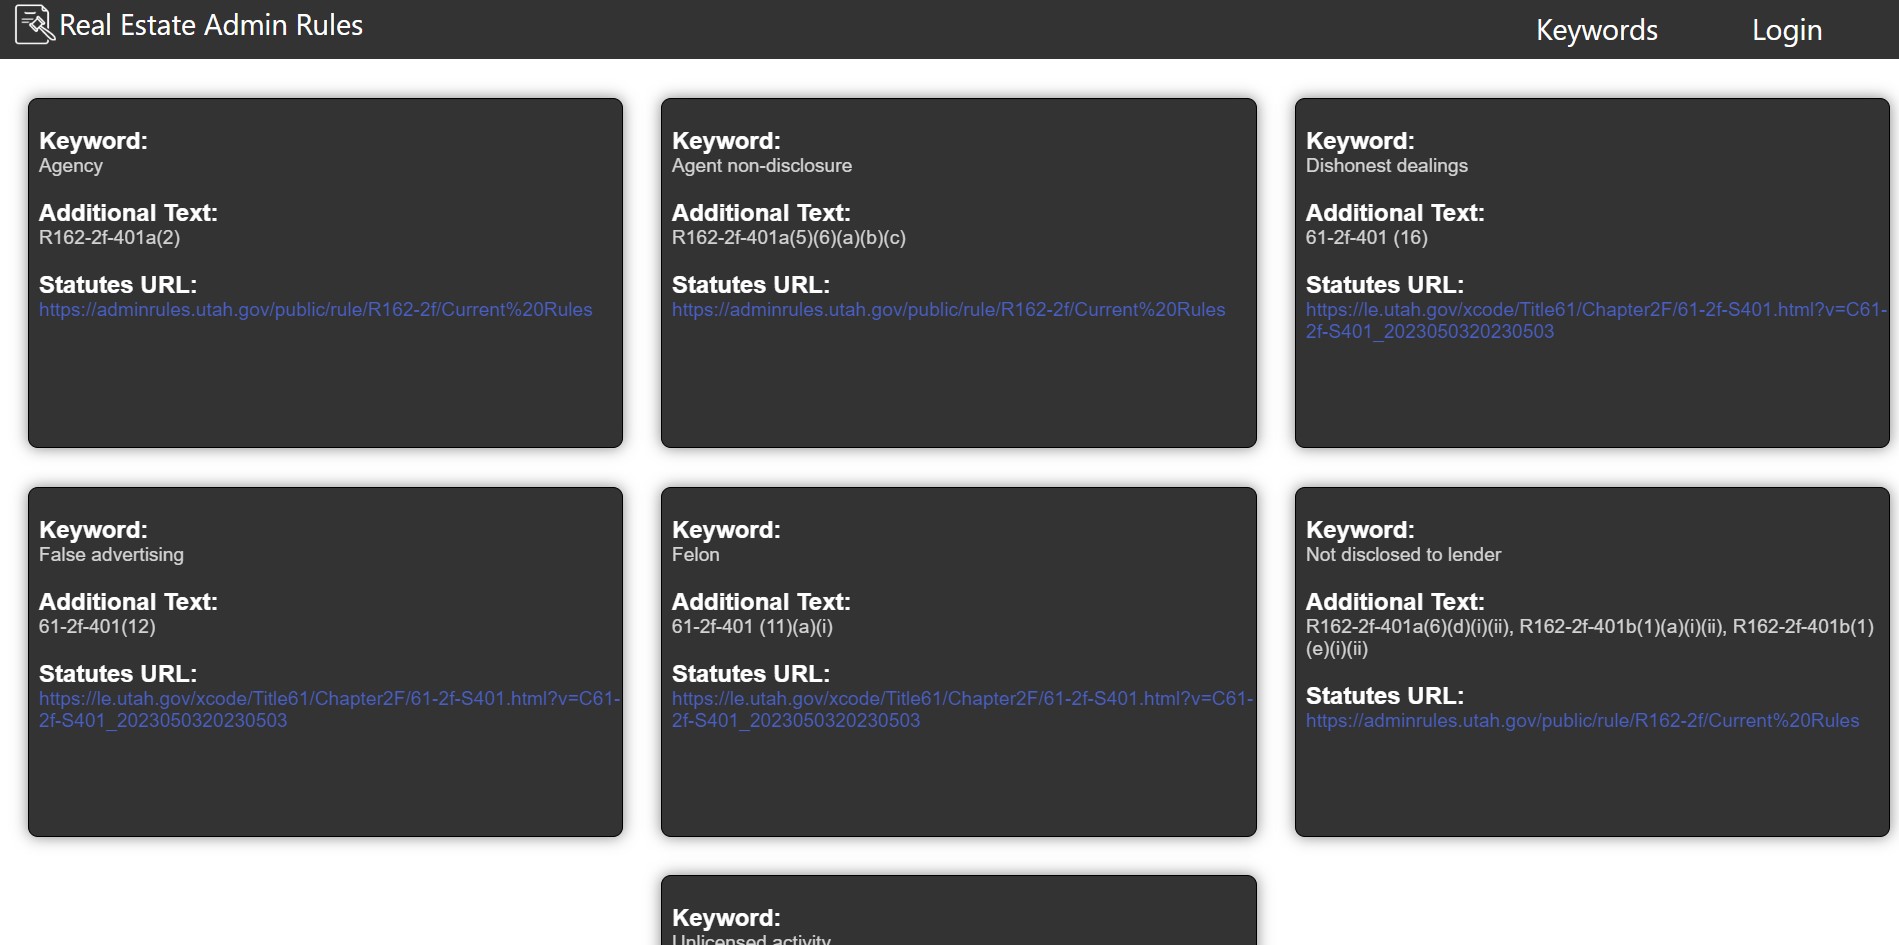 Real Estate Admin Rules
Keywords
Login
Keyword:
Agency
Additional Text:
R162-2f-401a(2)
Statutes URL:
https://adminrules.utah.gov/public/rule/R162-2f/Current%20Rules
Keyword:
Agent non-disclosure
Additional Text:
R162-2f-401a(5)(6)(a)(b)(c)
Statutes URL:
https://adminrules.utah.gov/public/rule/R162-2f/Current%20Rules
Keyword:
Dishonest dealings
Additional Text:
61-2f-401 (16)
Statutes URL:
https://le.utah.gov/xcode/Title61/Chapter2F/61-2f-S401.html?v=C61-
2f-S401_2023050320230503
Keyword:
False advertising
Additional Text:
61-2f-401(12)
Statutes URL:
https://le.utah.gov/xcode/Title61/Chapter2F/61-2f-S401.html?v=C61-
2f-S401_2023050320230503
Keyword:
Felon
Additional Text:
61-2f-401 (11)(a)(i)
Statutes URL:
https://le.utah.gov/xcode/Title61/Chapter2F/61-2f-S401.html?v=C61-
2f-S401_2023050320230503
Keyword:
Not disclosed to lender
Additional Text:
R162-2f-401a(6)(d)(i)(ii), R162-2f-401b(1)(a)(i)(ii), R162-2f-401b(1)
(e)(i)(ii)
Statutes URL:
https://adminrules.utah.gov/public/rule/R162-2f/Current%20Rules
Keyword:
Unlicensed activity